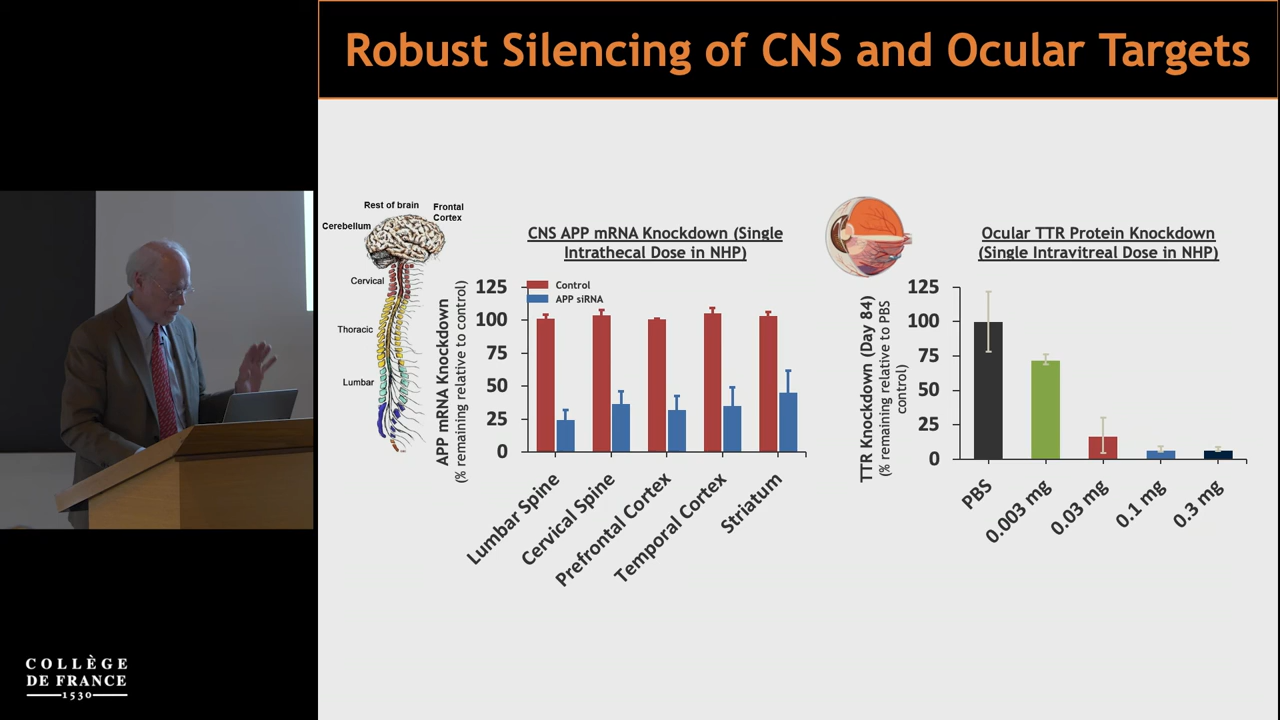 Robust Silencing of CNS and Ocular Targets
Rest of brain
Frontal
Cortex
Cerebellum
Cervical
Thoracic
Lumbar
CNS APP mRNA Knockdown (Single
Intrathecal Dose in NHP)
Control
APP siRNA
APP mRNA Knockdown
(% remaining relative to control)
125
100
75
50
25
0
Lumbar Spine
Cervical Spine
Prefrontal Cortex
Temporal Cortex
Striatum
Ocular TTR Protein Knockdown
(Single Intravitreal Dose in NHP)
TTR Knockdown (Day 84)
(% remaining relative to PBS
control)
125
100
75
50
25
0
PBS
0.003 mg
0.03 mg
0.1 mg
0.3 mg
COLLÈGE
DE FRANCE
1530